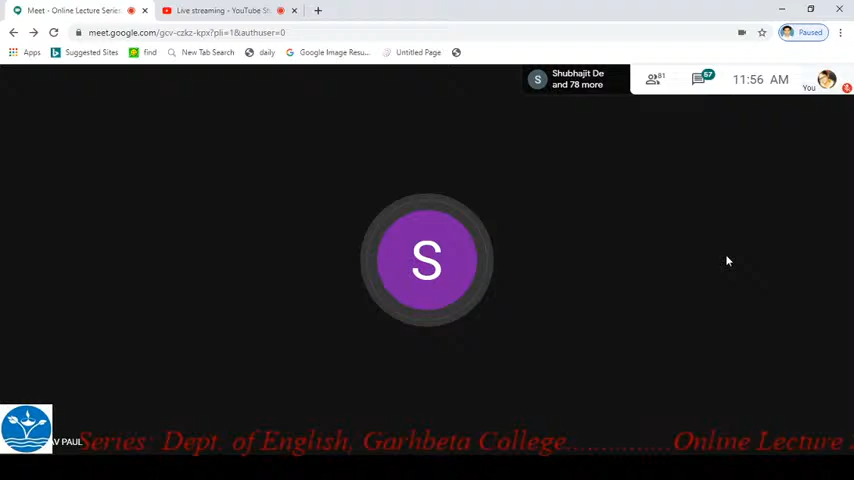 Meet - Online Lecture Series:
Live streaming - YouTube St
meet.google.com/gcv-czkz-kpx?pli=1&authuser=0
Paused
Apps
Suggested Sites
find
New Tab Search
daily
Google Image Resu...
Untitled Page
Shubhajit De
and 78 more
81
57
11:56 AM
You
S
S
AV PAUL
Series: Dept. of English, Garhbeta College..............Online Lecture